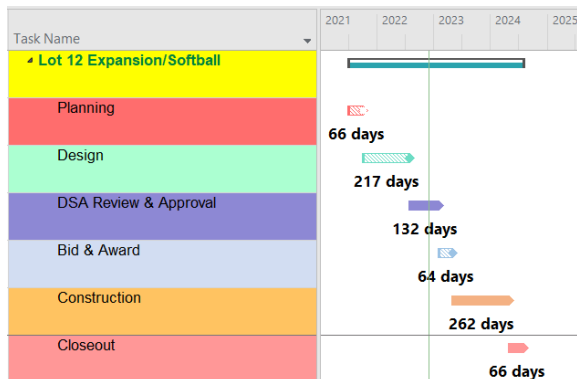 2021 2022 2023 2024 2025
Task Name
Lot 12 Expansion/Softball
Planning
66 days
Design
217 days
DSA Review & Approval
132 days
Bid & Award
64 days
Construction
262 days
Closeout
66 days